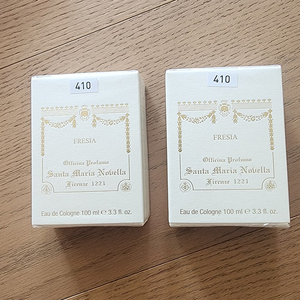 410
FRESIA
Officina Profumo
Santa Maria Novella
Firenze 1221
Eau de Cologne 100 ml ℮ 3.3 fl. oz.
410
FRESIA
Officina Profumo
Santa Maria Novella
Firenze 1221
Eau de Cologne 100 ml ℮ 3.3 fl. oz.